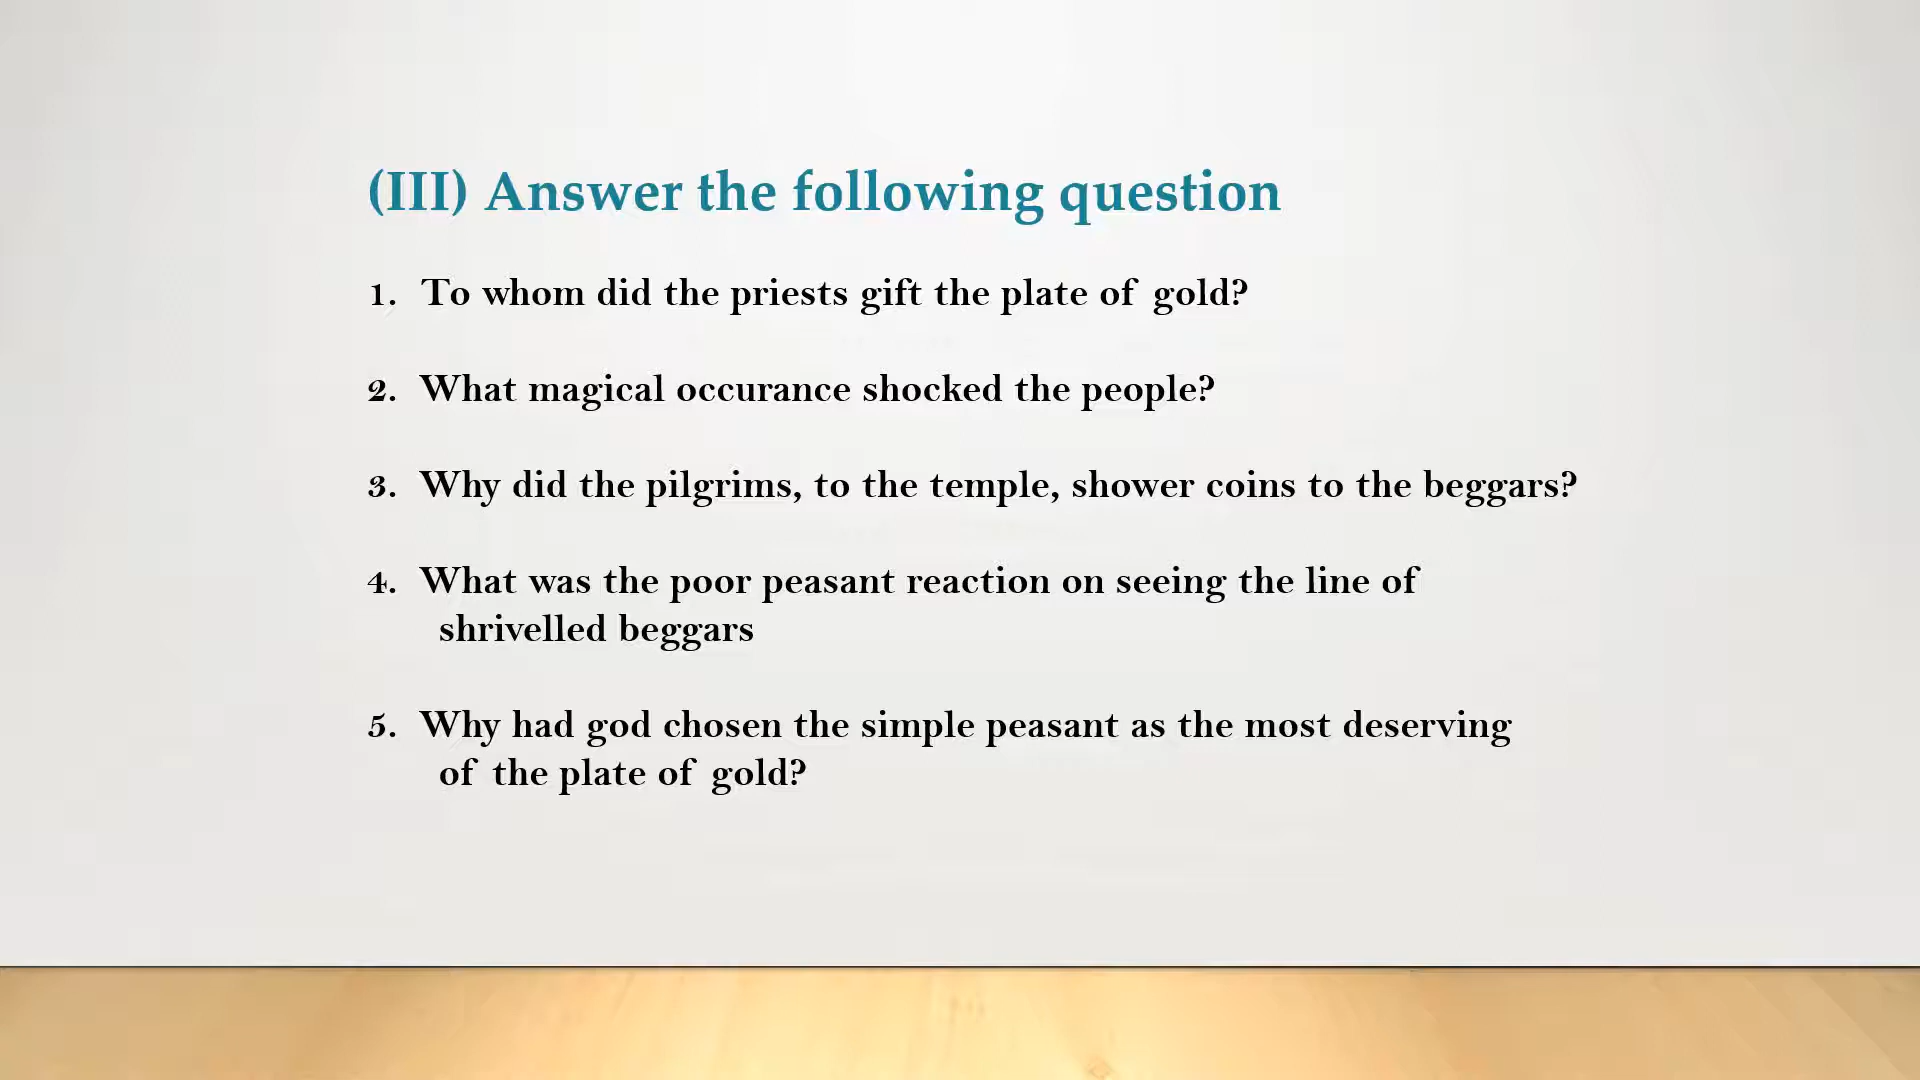 (III) Answer the following question
1. To whom did the priests gift the plate of gold?
2. What magical occurance shocked the people?
3. Why did the pilgrims, to the temple, shower coins to the beggars?
4. What was the poor peasant reaction on seeing the line of
shrivelled beggars
5. Why had god chosen the simple peasant as the most deserving
of the plate of gold?